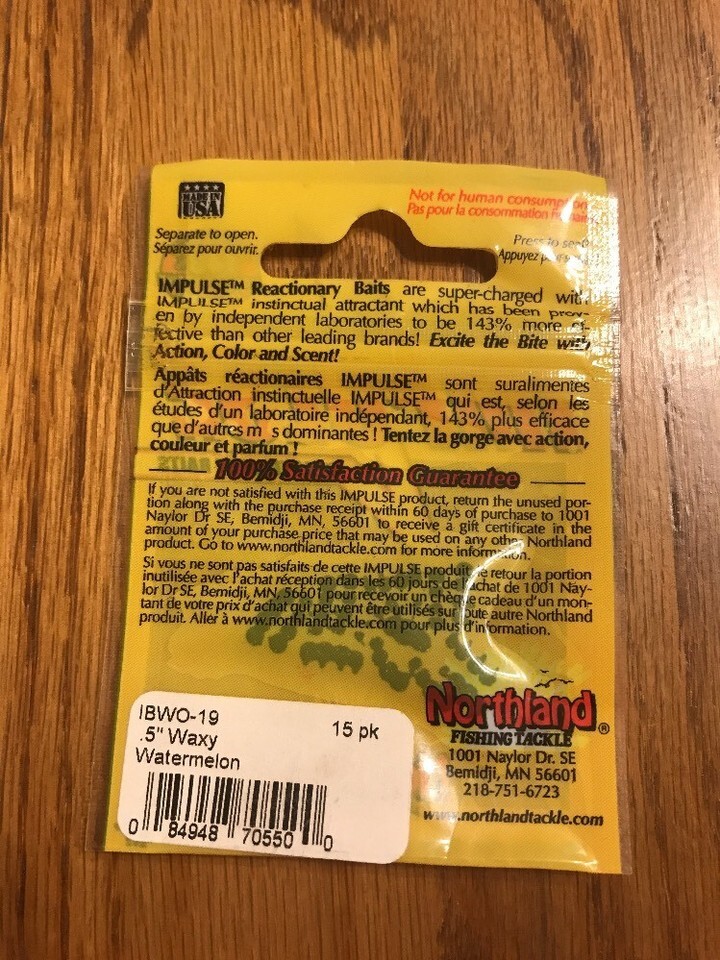 MADE IN
USA
Not for human consumption.
Pas pour la consommation
Separate to open.
Séparez pour ouvrir.
Press to seal
Appuyez
IMPULSE™ Reactionary Baits are super-charged with
IMPULSE™ instinctual attractant which has been prov-
en by independent laboratories to be 143% more ef-
fective than other leading brands! Excite the Bite with
Action, Color and Scent!
Appâts réactionaires IMPULSE™ sont suralimentés
d'Attraction instinctuelle IMPULSE™ qui est, selon les
études d'un laboratoire indépendant, 143% plus efficace
que d'autres m s dominantes ! Tentez la gorge avec action,
couleur et parfum !
100% Satisfaction Guarantee
If you are not satisfied with this IMPULSE product, return the unused por-
tion along with the purchase receipt within 60 days of purchase to 1001
Naylor Dr SE, Bemidji, MN, 56601 to receive a gift certificate in the
amount of your purchase price that may be used on any other Northland
product. Go to www.northlandtackle.com for more information.
Si vous ne sont pas satisfaits de cette IMPULSE produit, le retour la portion
inutilisée avec l'achat réception dans les 60 jours de l'achat de 1001 Nay-
lor Dr SE, Bemidji, MN, 56601 pour recevoir un chèque cadeau d'un mon-
tant de votre prix d'achat qui peuvent être utilisés sur toute autre Northland
produit. Aller à www.northlandtackle.com pour plus d'information.
IBWO-19
15 pk
.5" Waxy
Watermelon
0 84948 70550 0
Northland®
FISHING TACKLE
1001 Naylor Dr. SE
Bemidji, MN 56601
218-751-6723
www.northlandtackle.com